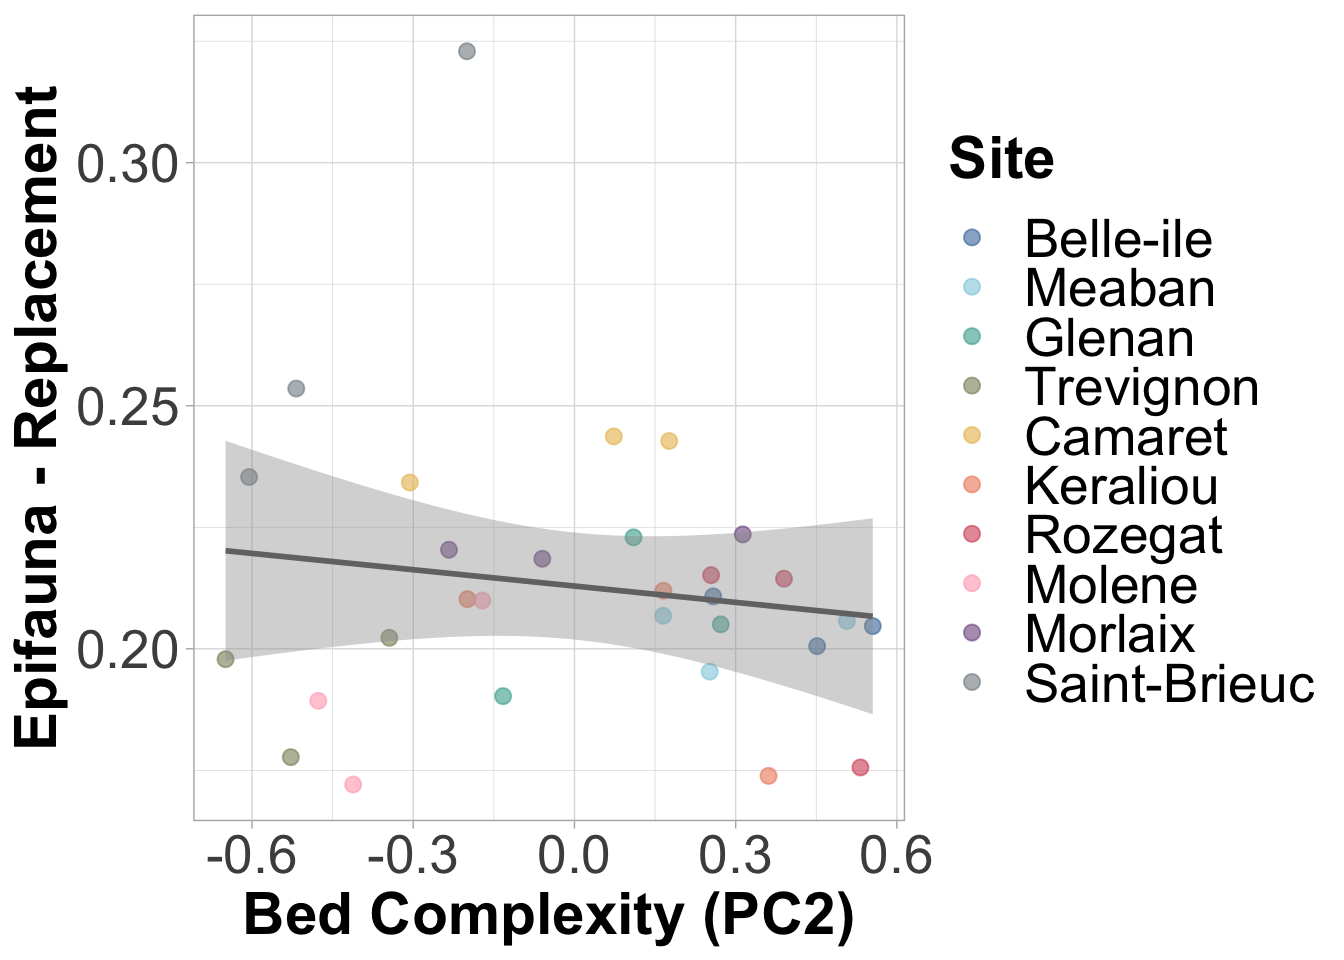 Epifauna - Replacement
0.30
0.25
0.20
-0.6
-0.3
0.0
0.3
0.6
Bed Complexity (PC2)
Site
Belle-ile
Meaban
Glenan
Trevignon
Camaret
Keraliou
Rozegat
Molene
Morlaix
Saint-Brieuc